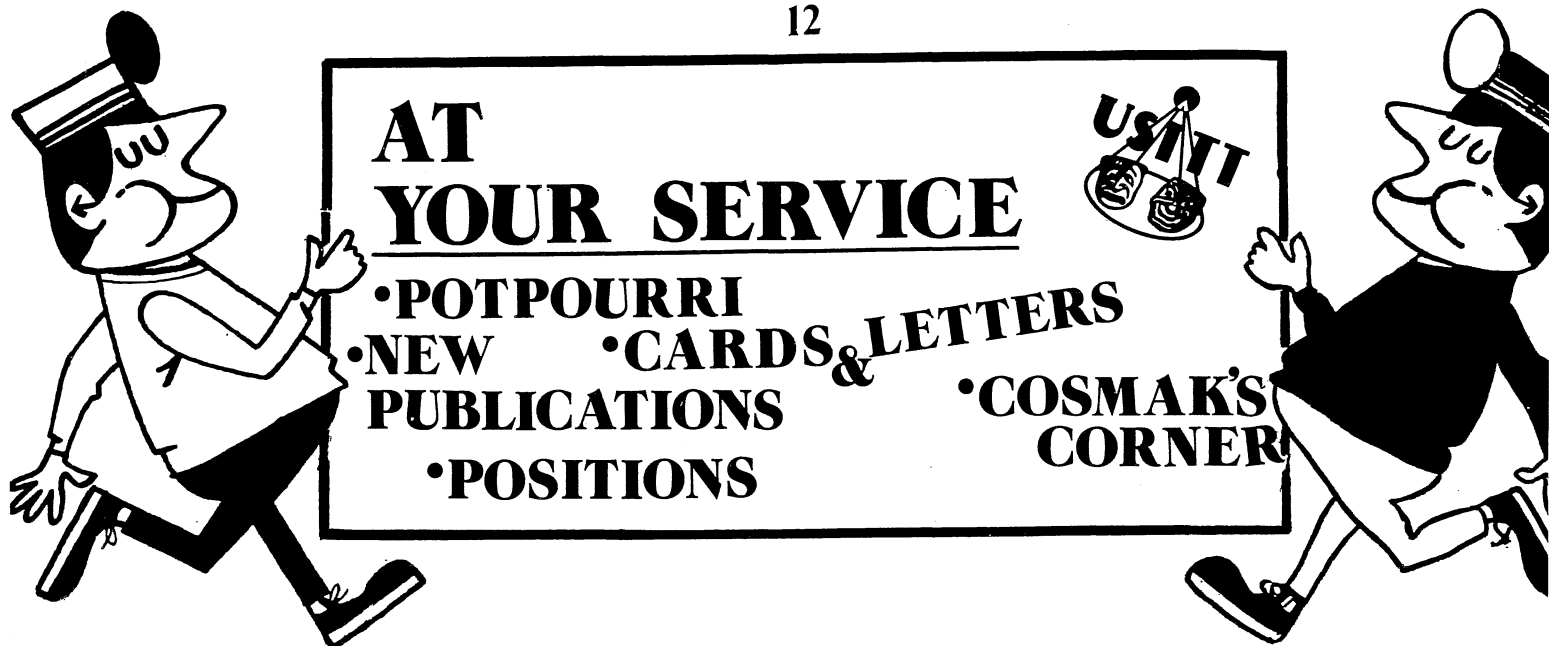 12
AT
YOUR SERVICE
USITT
•POTPOURRI
•NEW
PUBLICATIONS
•CARDS & LETTERS
•COSMAK'S
CORNER
•POSITIONS